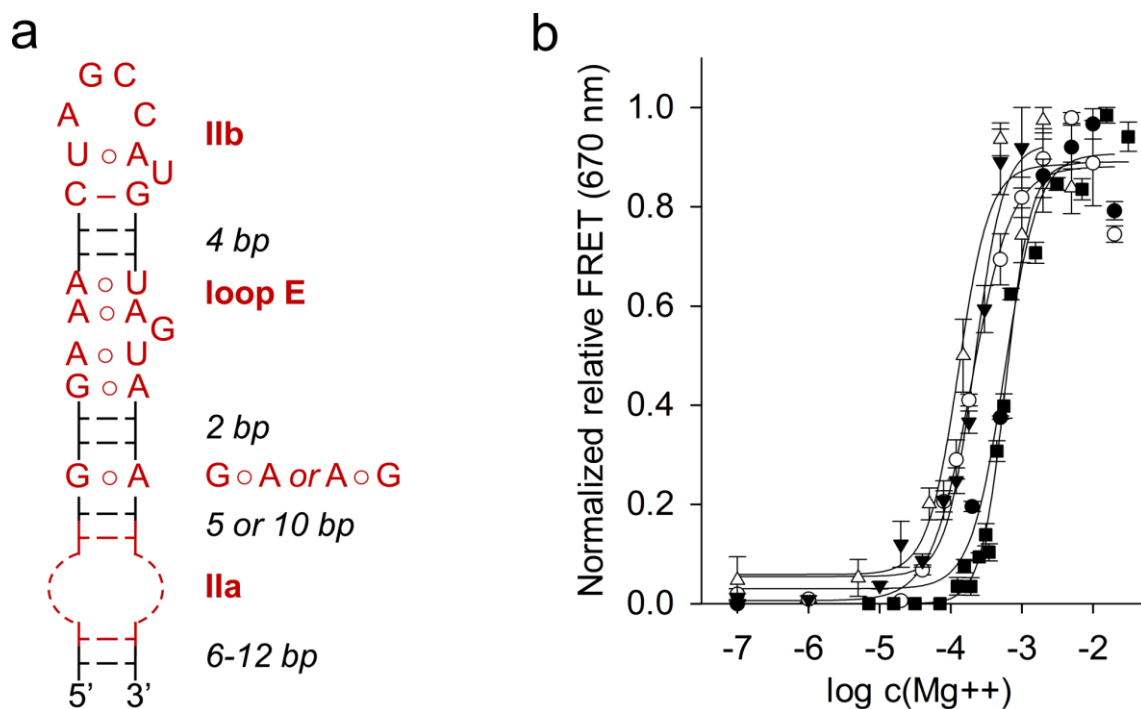 a
G C
A C
IIb
U ○ A U
C – G
4 bp
A ○ U
loop E
A ○ A G
A ○ U
G ○ A
2 bp
G ○ A
G ○ A or A ○ G
5 or 10 bp
IIa
6-12 bp
5’ 3’
b
Normalized relative FRET (670 nm)
1.0
0.8
0.6
0.4
0.2
0.0
-7 -6 -5 -4 -3 -2
log c(Mg++)